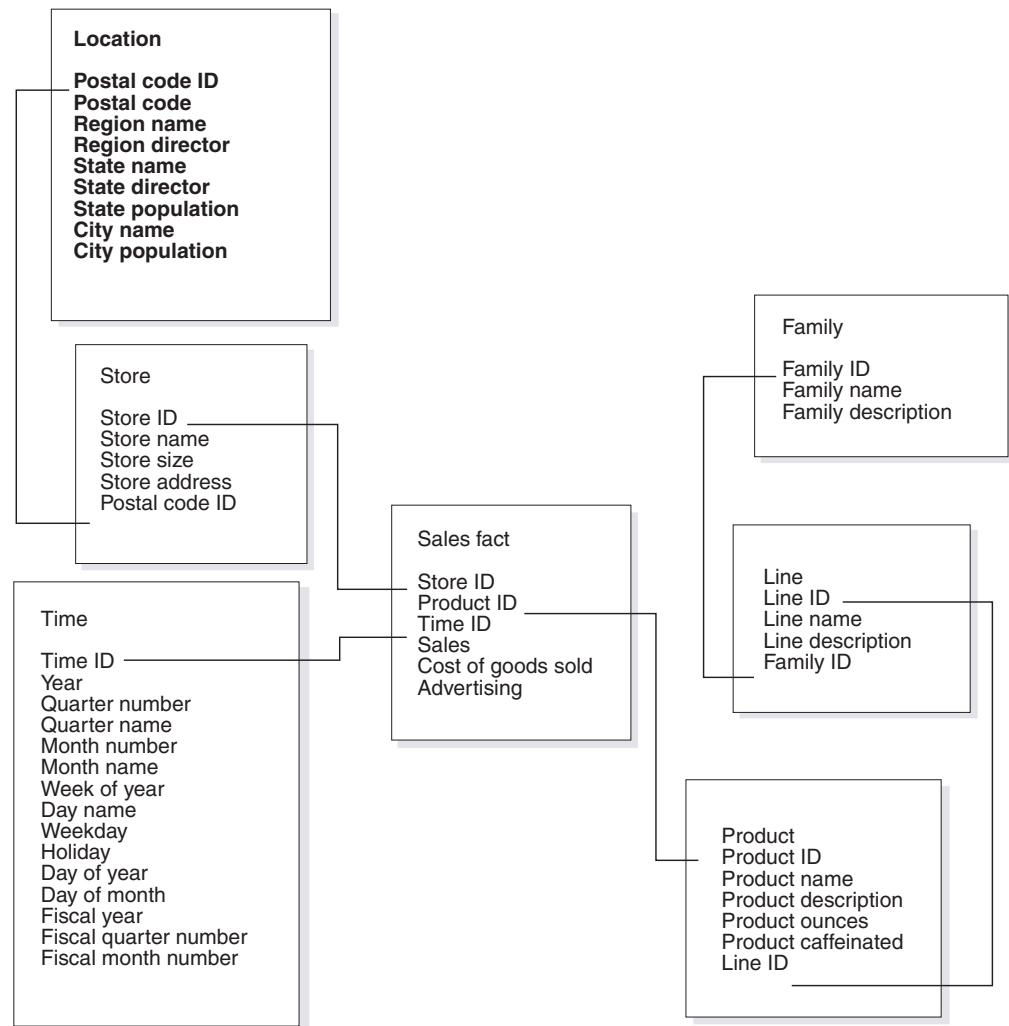 Location
Postal code ID
Postal code
Region name
Region director
State name
State director
State population
City name
City population
Store
Store ID
Store name
Store size
Store address
Postal code ID
Time
Time ID
Year
Quarter number
Quarter name
Month number
Month name
Week of year
Day name
Weekday
Holiday
Day of year
Day of month
Fiscal year
Fiscal quarter number
Fiscal month number
Sales fact
Store ID
Product ID
Time ID
Sales
Cost of goods sold
Advertising
Family
Family ID
Family name
Family description
Line
Line ID
Line name
Line description
Family ID
Product
Product ID
Product name
Product description
Product ounces
Product caffeinated
Line ID